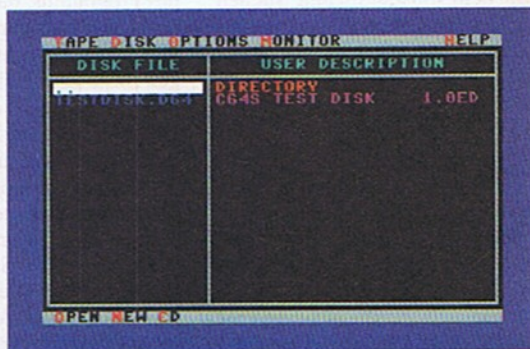 TAPE DISK OPTIONS MONITOR HELP
DISK FILE USER DESCRIPTION
.. DIRECTORY
TESTDISK.D64 C64S TEST DISK 1.0ED
OPEN NEW CD